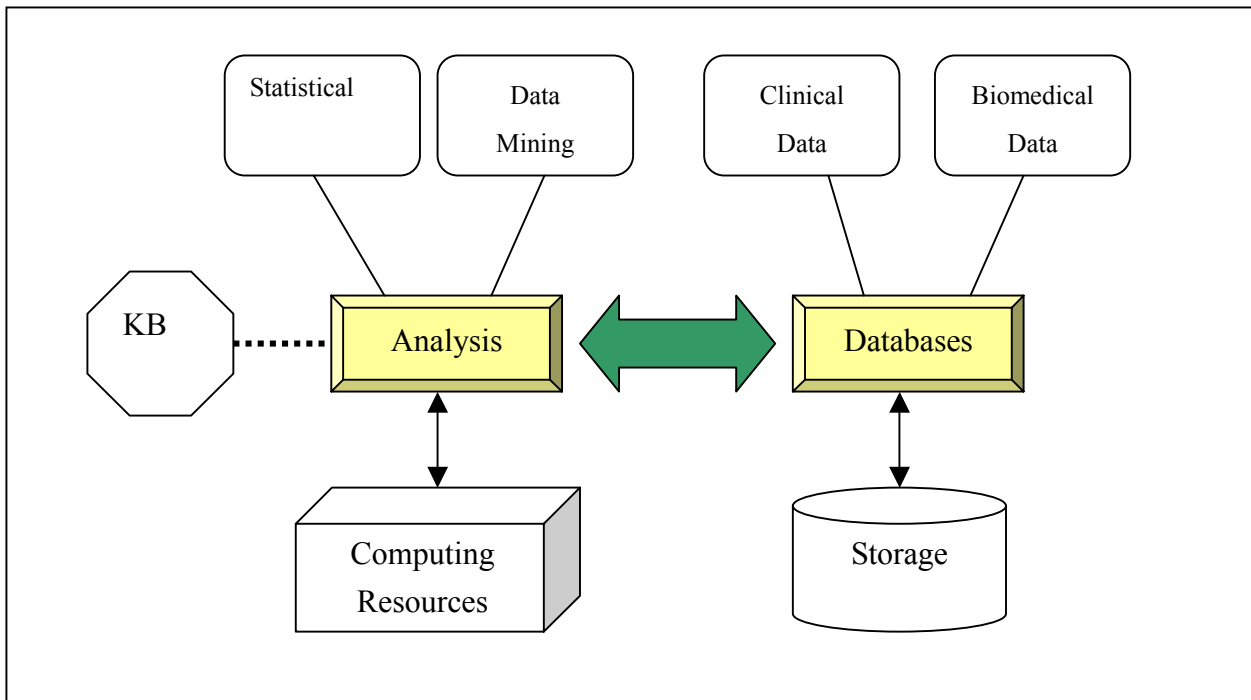 Statistical
Data
Mining
Clinical
Data
Biomedical
Data
KB
Analysis
Databases
Computing
Resources
Storage